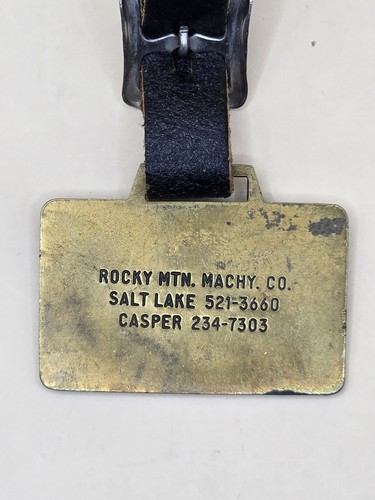 ROCKY MTN. MACHY. CO.
SALT LAKE 521-3660
CASPER 234-7303